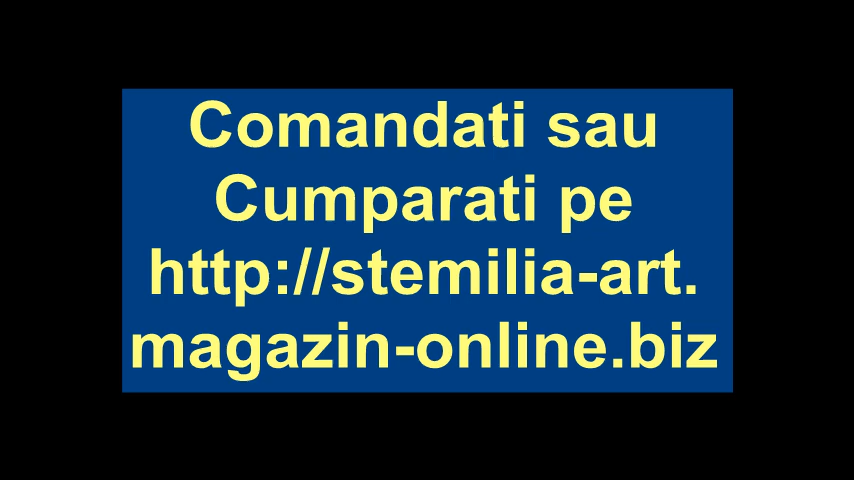 Comandati sau
Cumparati pe
http://stemilia-art.
magazin-online.biz